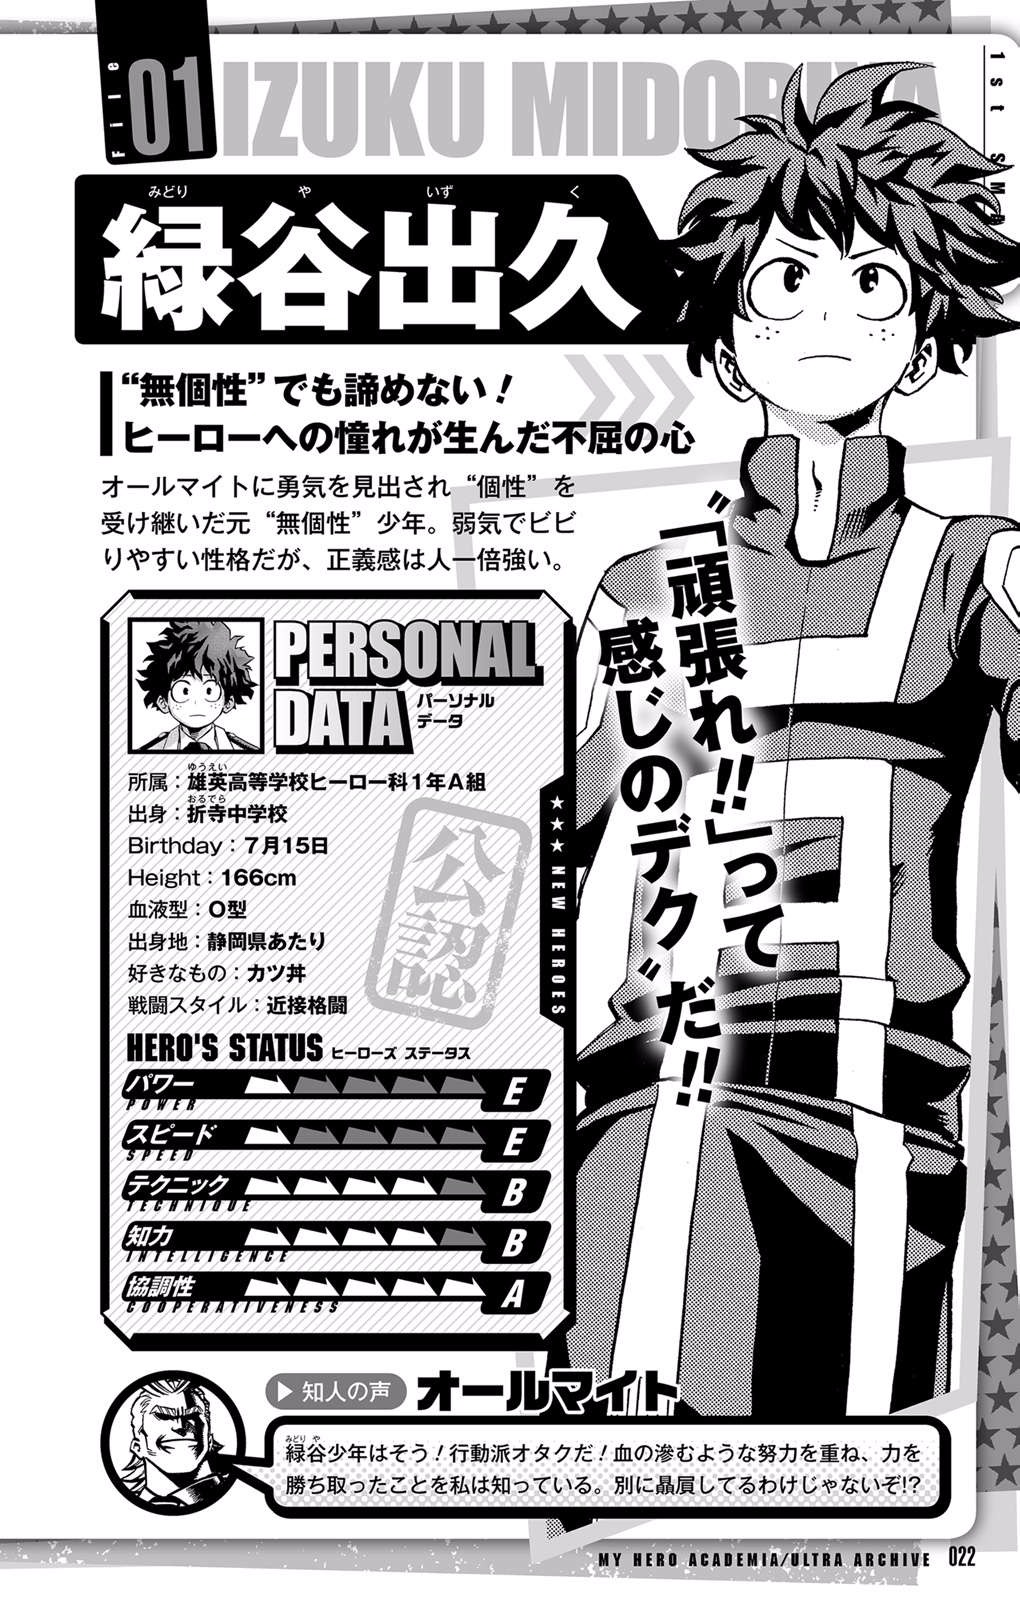 File 01
IZUKU MIDORIYA
1st
みどり や いず く
緑谷出久
“無個性”でも諦めない！
ヒーローへの憧れが生んだ不屈の心
オールマイトに勇気を見出され“個性”を
受け継いだ元“無個性”少年。弱気でビビ
りやすい性格だが、正義感は人一倍強い。
〝「頑張れ!!」って
感じのデク〟だ!!
PERSONAL
DATA
パーソナル
データ
ゆうえい
所属：雄英高等学校ヒーロー科1年A組
おるでら
出身：折寺中学校
Birthday：7月15日
Height：166cm
血液型：O型
出身地：静岡県あたり
好きなもの：カツ丼
戦闘スタイル：近接格闘
公認
★★★ NEW HEROES
HERO'S STATUS ヒーローズ ステータス
パワー
POWER
E
スピード
SPEED
E
テクニック
TECHNIQUE
B
知力
INTELLIGENCE
B
協調性
COOPERATIVENESS
A
▶知人の声 オールマイト
みどり や
緑谷少年はそう！行動派オタクだ！血の滲むような努力を重ね、力を
勝ち取ったことを私は知っている。別に贔屓してるわけじゃないぞ!?
MY HERO ACADEMIA/ULTRA ARCHIVE 022